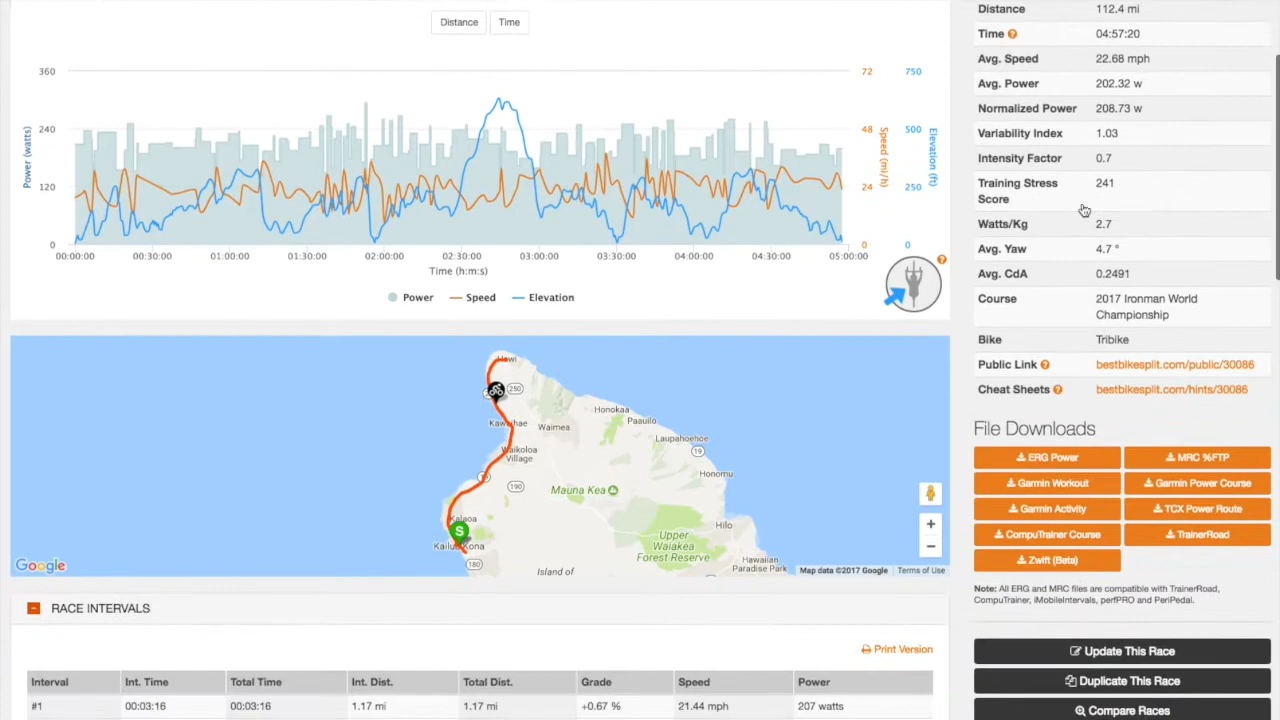 Distance Time
360
240
120
0
Power (watts)
72
48
24
0
Speed (mi/h)
750
500
250
0
Elevation (ft)
00:00:00 00:30:00 01:00:00 01:30:00 02:00:00 02:30:00 03:00:00 03:30:00 04:00:00 04:30:00 05:00:00
Time (h:m:s)
Power Speed Elevation
Distance 112.4 mi
Time ? 04:57:20
Avg. Speed 22.68 mph
Avg. Power 202.32 w
Normalized Power 208.73 w
Variability Index 1.03
Intensity Factor 0.7
Training Stress 241
Score
Watts/Kg 2.7
Avg. Yaw 4.7 °
Avg. CdA 0.2491
Course 2017 Ironman World
Championship
Bike Tribike
Public Link ? bestbikesplit.com/public/30086
Cheat Sheets ? bestbikesplit.com/hints/30086
File Downloads
ERG Power MRC %FTP
Garmin Workout Garmin Power Course
Garmin Activity TCX Power Route
CompuTrainer Course TrainerRoad
Zwift (Beta)
Note: All ERG and MRC files are compatible with TrainerRoad,
CompuTrainer, iMobileIntervals, perfPRO and PeriPedal.
Update This Race
Duplicate This Race
Compare Races
Hawi
250
Honokaa
Paauilo
Waimea
Laupahoehoe
19
Waikoloa
Village
Honomu
190
Mauna Kea
Kalaoa
S
Hilo
Upper
Waiakea
Forest Reserve
Hawaiian
Paradise Park
180
Island of
Google
Map data ©2017 Google Terms of Use
RACE INTERVALS
Print Version
Interval Int. Time Total Time Int. Dist. Total Dist. Grade Speed Power
#1 00:03:16 00:03:16 1.17 mi 1.17 mi +0.67 % 21.44 mph 207 watts